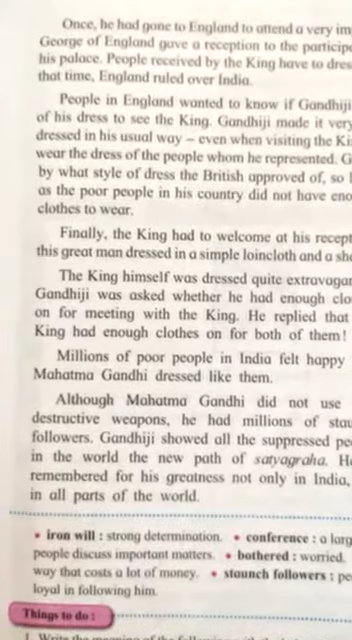 Once, he had gone to England to attend a very im
George of England gave a reception to the participa
his palace. People received by the King have to dres
that time, England ruled over India.
People in England wanted to know if Gandhiji
of his dress to see the King. Gandhiji made it very
dressed in his usual way – even when visiting the Ki
wear the dress of the people whom he represented. G
by what style of dress the British approved of, so
as the poor people in his country did not have eno
clothes to wear.
Finally, the King had to welcome at his recept
this great man dressed in a simple loincloth and a sh
The King himself was dressed quite extravagan
Gandhiji was asked whether he had enough clo
on for meeting with the King. He replied that
King had enough clothes on for both of them!
Millions of poor people in India felt happy
Mahatma Gandhi dressed like them.
Although Mahatma Gandhi did not use
destructive weapons, he had millions of stau
followers. Gandhiji showed all the suppressed pe
in the world the new path of satyagraha. He
remembered for his greatness not only in India,
in all parts of the world.
• iron will : strong determination. • conference : a larg
people discuss important matters. • bothered : worried.
way that costs a lot of money. • staunch followers : pe
loyal in following him.
Things to do :
1. Write the meaning of the following